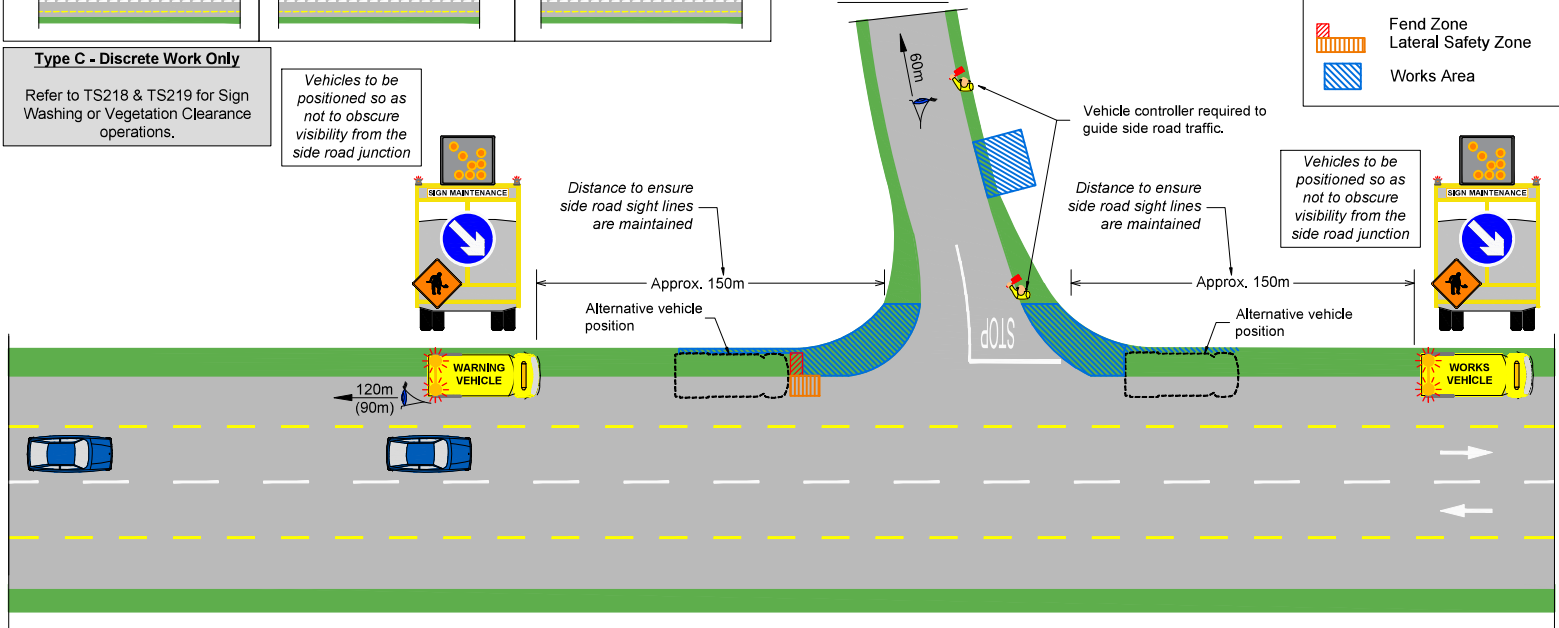 Type C - Discrete Work Only
Refer to TS218 & TS219 for Sign
Washing or Vegetation Clearance
operations.
Vehicles to be
positioned so as
not to obscure
visibility from the
side road junction
SIGN MAINTENANCE
Distance to ensure
side road sight lines
are maintained
Approx. 150m
Alternative vehicle
position
WARNING
VEHICLE
120m
(90m)
60m
STOP
Vehicle controller required to
guide side road traffic.
Distance to ensure
side road sight lines
are maintained
Approx. 150m
Alternative vehicle
position
Fend Zone
Lateral Safety Zone
Works Area
Vehicles to be
positioned so as
not to obscure
visibility from the
side road junction
SIGN MAINTENANCE
WORKS
VEHICLE